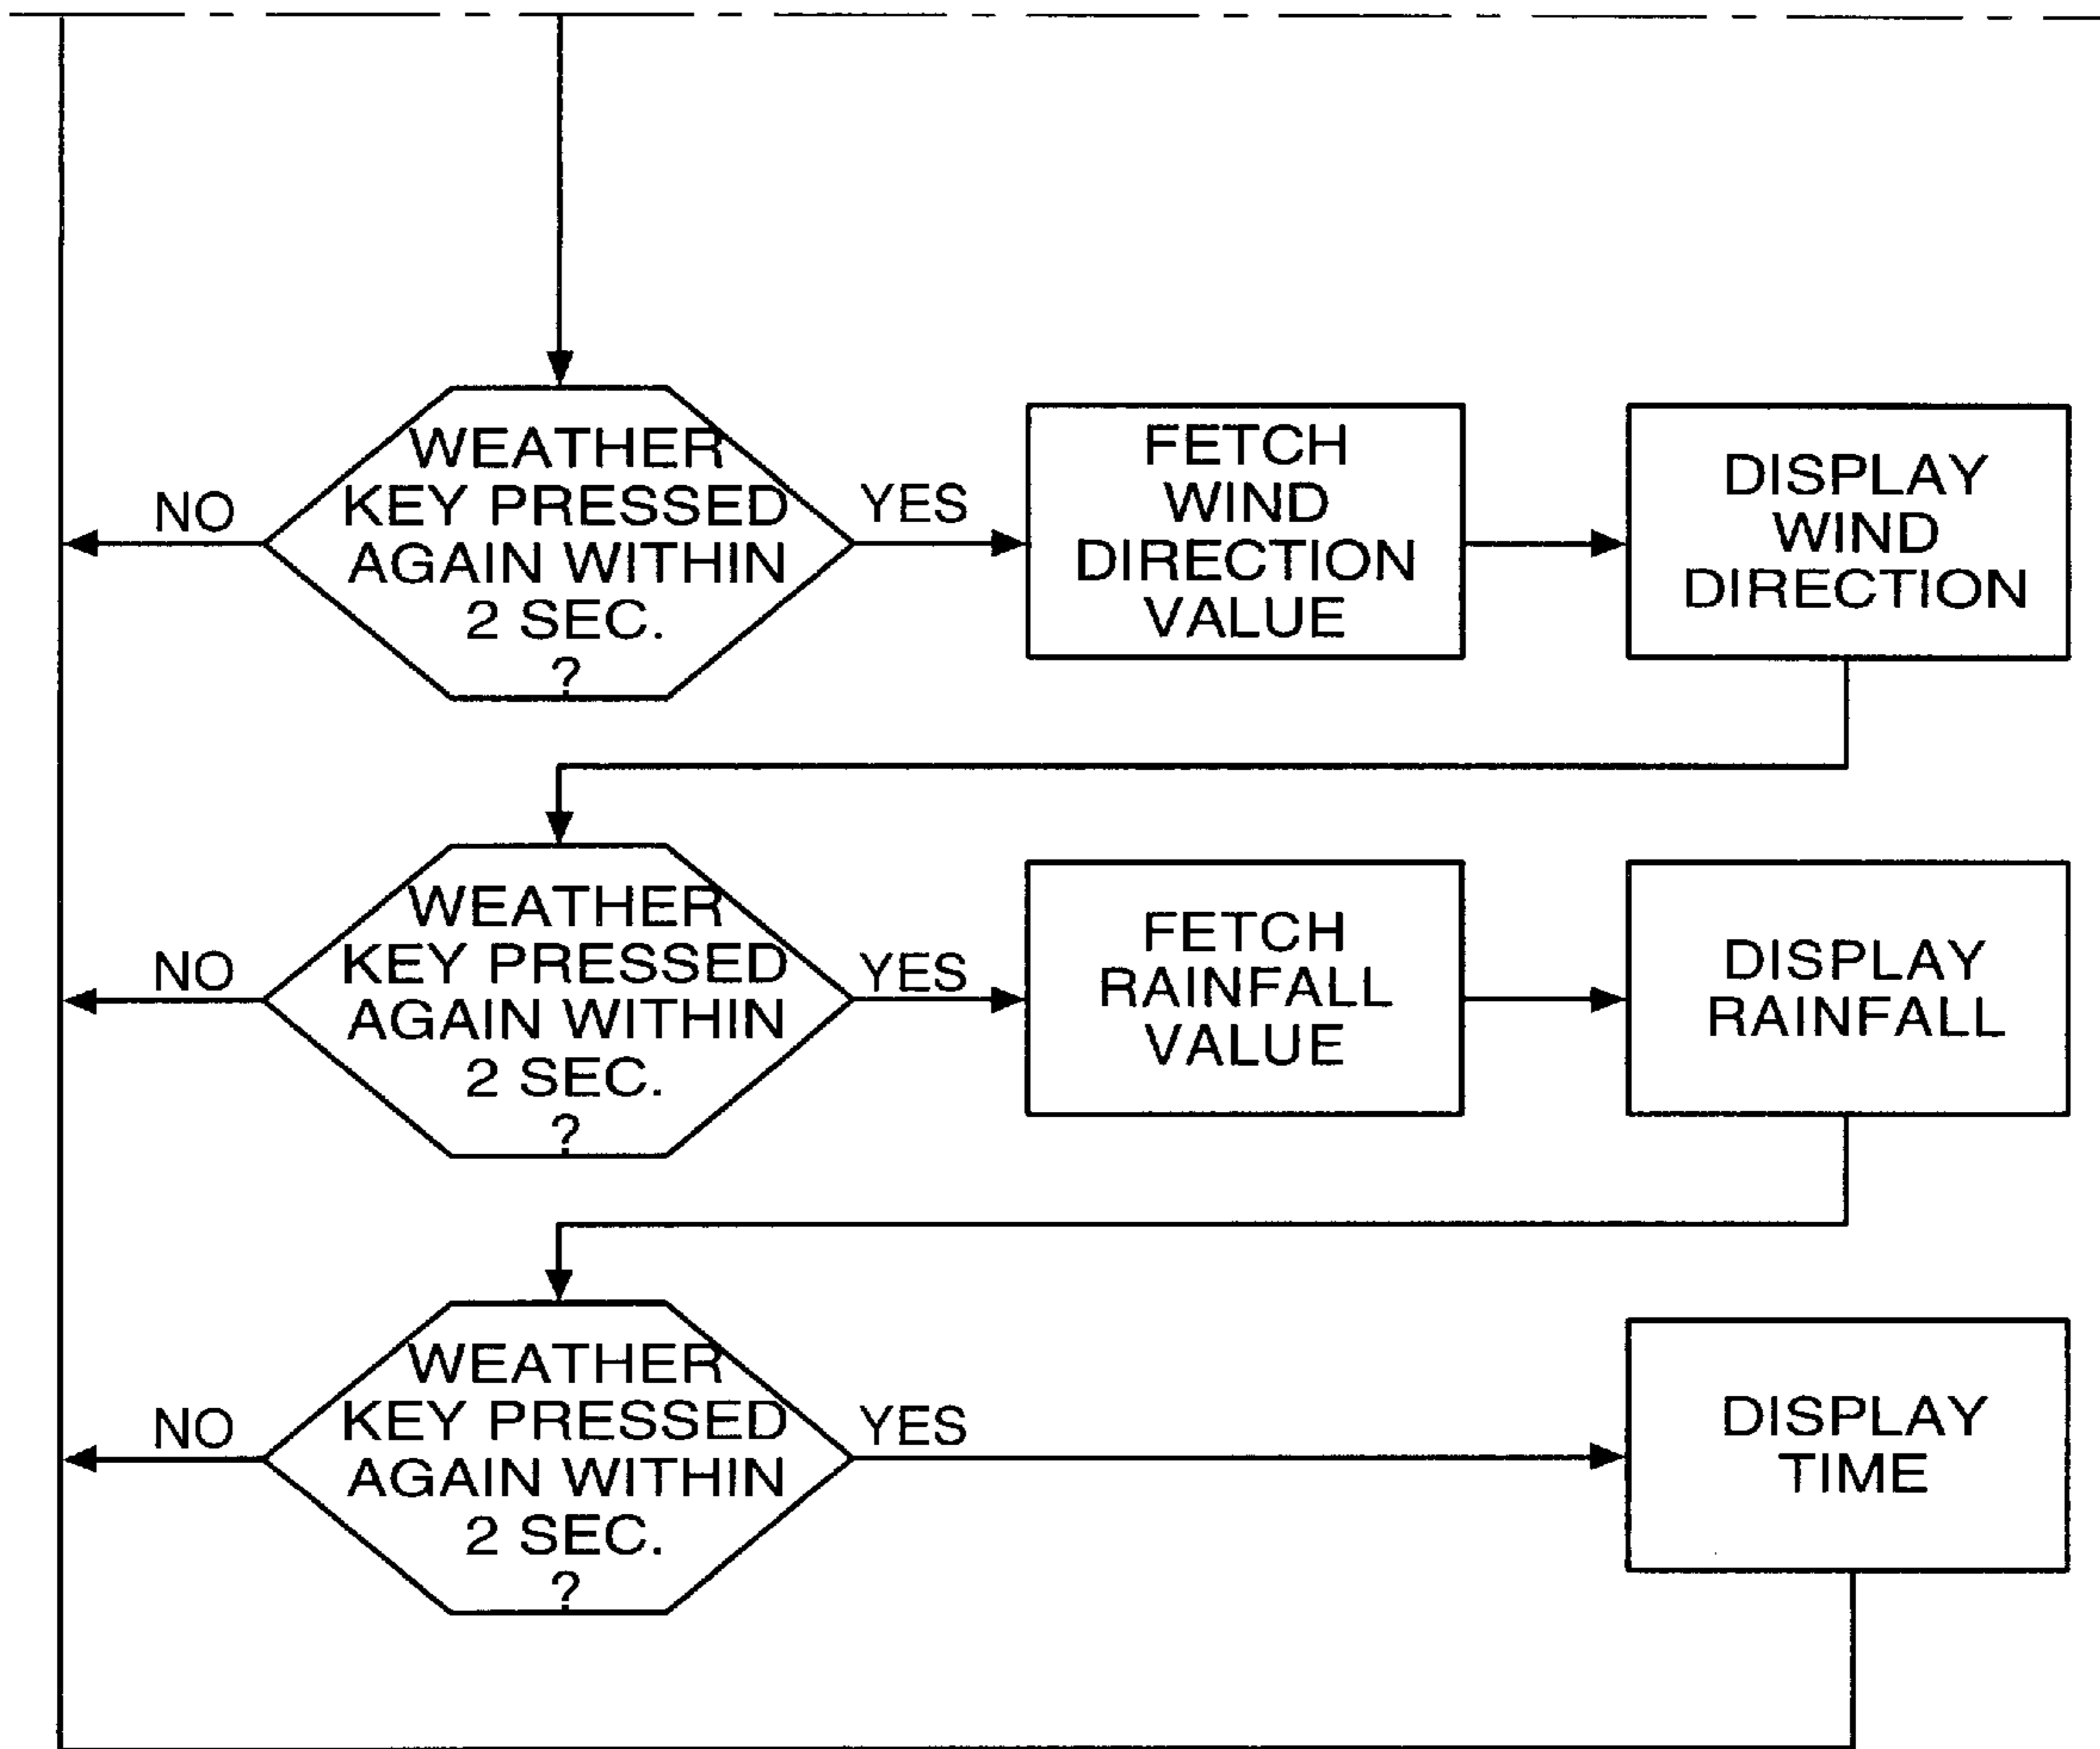 WEATHER
KEY PRESSED
AGAIN WITHIN
2 SEC.
?
NO
YES
FETCH
WIND
DIRECTION
VALUE
DISPLAY
WIND
DIRECTION
WEATHER
KEY PRESSED
AGAIN WITHIN
2 SEC.
?
NO
YES
FETCH
RAINFALL
VALUE
DISPLAY
RAINFALL
WEATHER
KEY PRESSED
AGAIN WITHIN
2 SEC.
?
NO
YES
DISPLAY
TIME